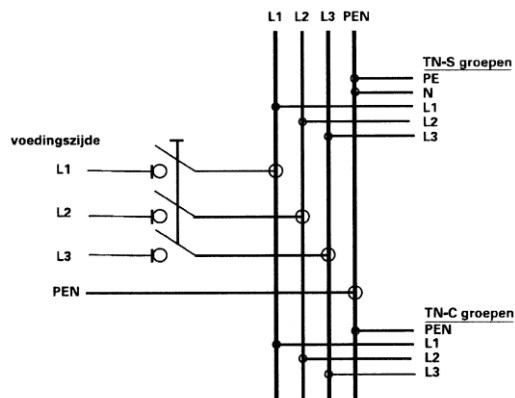 L1 L2 L3 PEN
TN-S groepen
PE
N
L1
L2
L3
voedingszijde
L1
L2
L3
PEN
TN-C groepen
PEN
L1
L2
L3